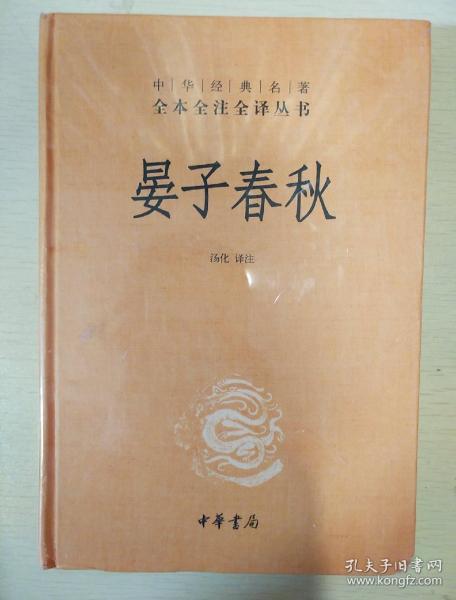 中华经典名著
全本全注全译丛书
晏子春秋
汤化 译注
中華書局
孔夫子旧书网
www.kongfz.com